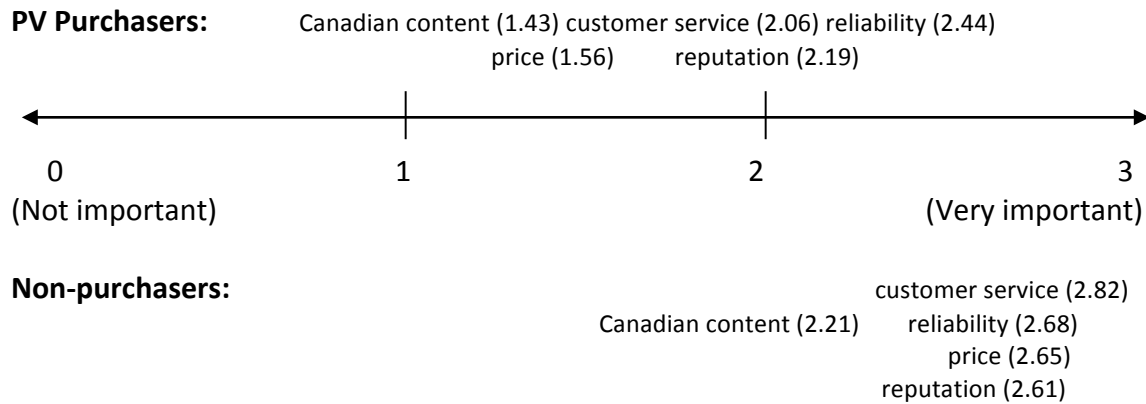 PV Purchasers: Canadian content (1.43) customer service (2.06) reliability (2.44)
price (1.56) reputation (2.19)
0 1 2 3
(Not important) (Very important)
Non-purchasers: customer service (2.82)
Canadian content (2.21) reliability (2.68)
price (2.65)
reputation (2.61)